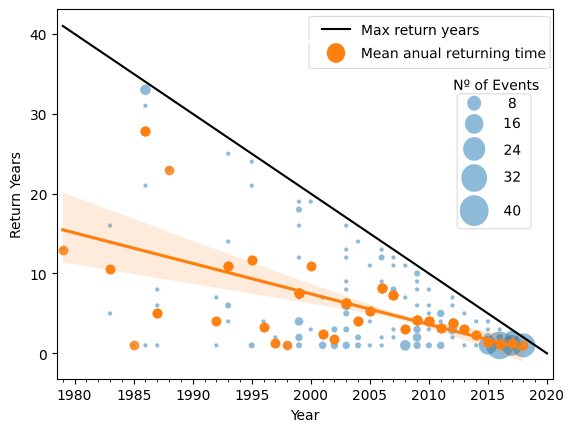 Max return years
Mean anual returning time
Nº of Events
8
16
24
32
40
40
30
20
10
0
Return Years
1980 1985 1990 1995 2000 2005 2010 2015 2020
Year